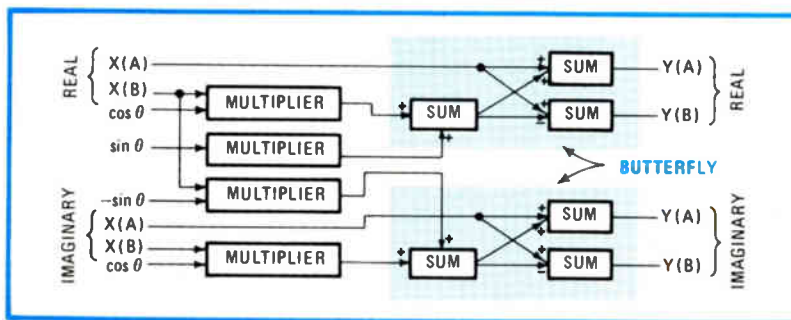 REAL
X(A)
X(B)
cos θ
MULTIPLIER
sin θ
MULTIPLIER
MULTIPLIER
−sin θ
IMAGINARY
X(A)
X(B)
cos θ
MULTIPLIER
+
SUM
+
+
+
SUM
Y(A)
+
−
SUM
Y(B)
REAL
BUTTERFLY
+
+
SUM
+
+
SUM
Y(A)
+
−
SUM
Y(B)
IMAGINARY